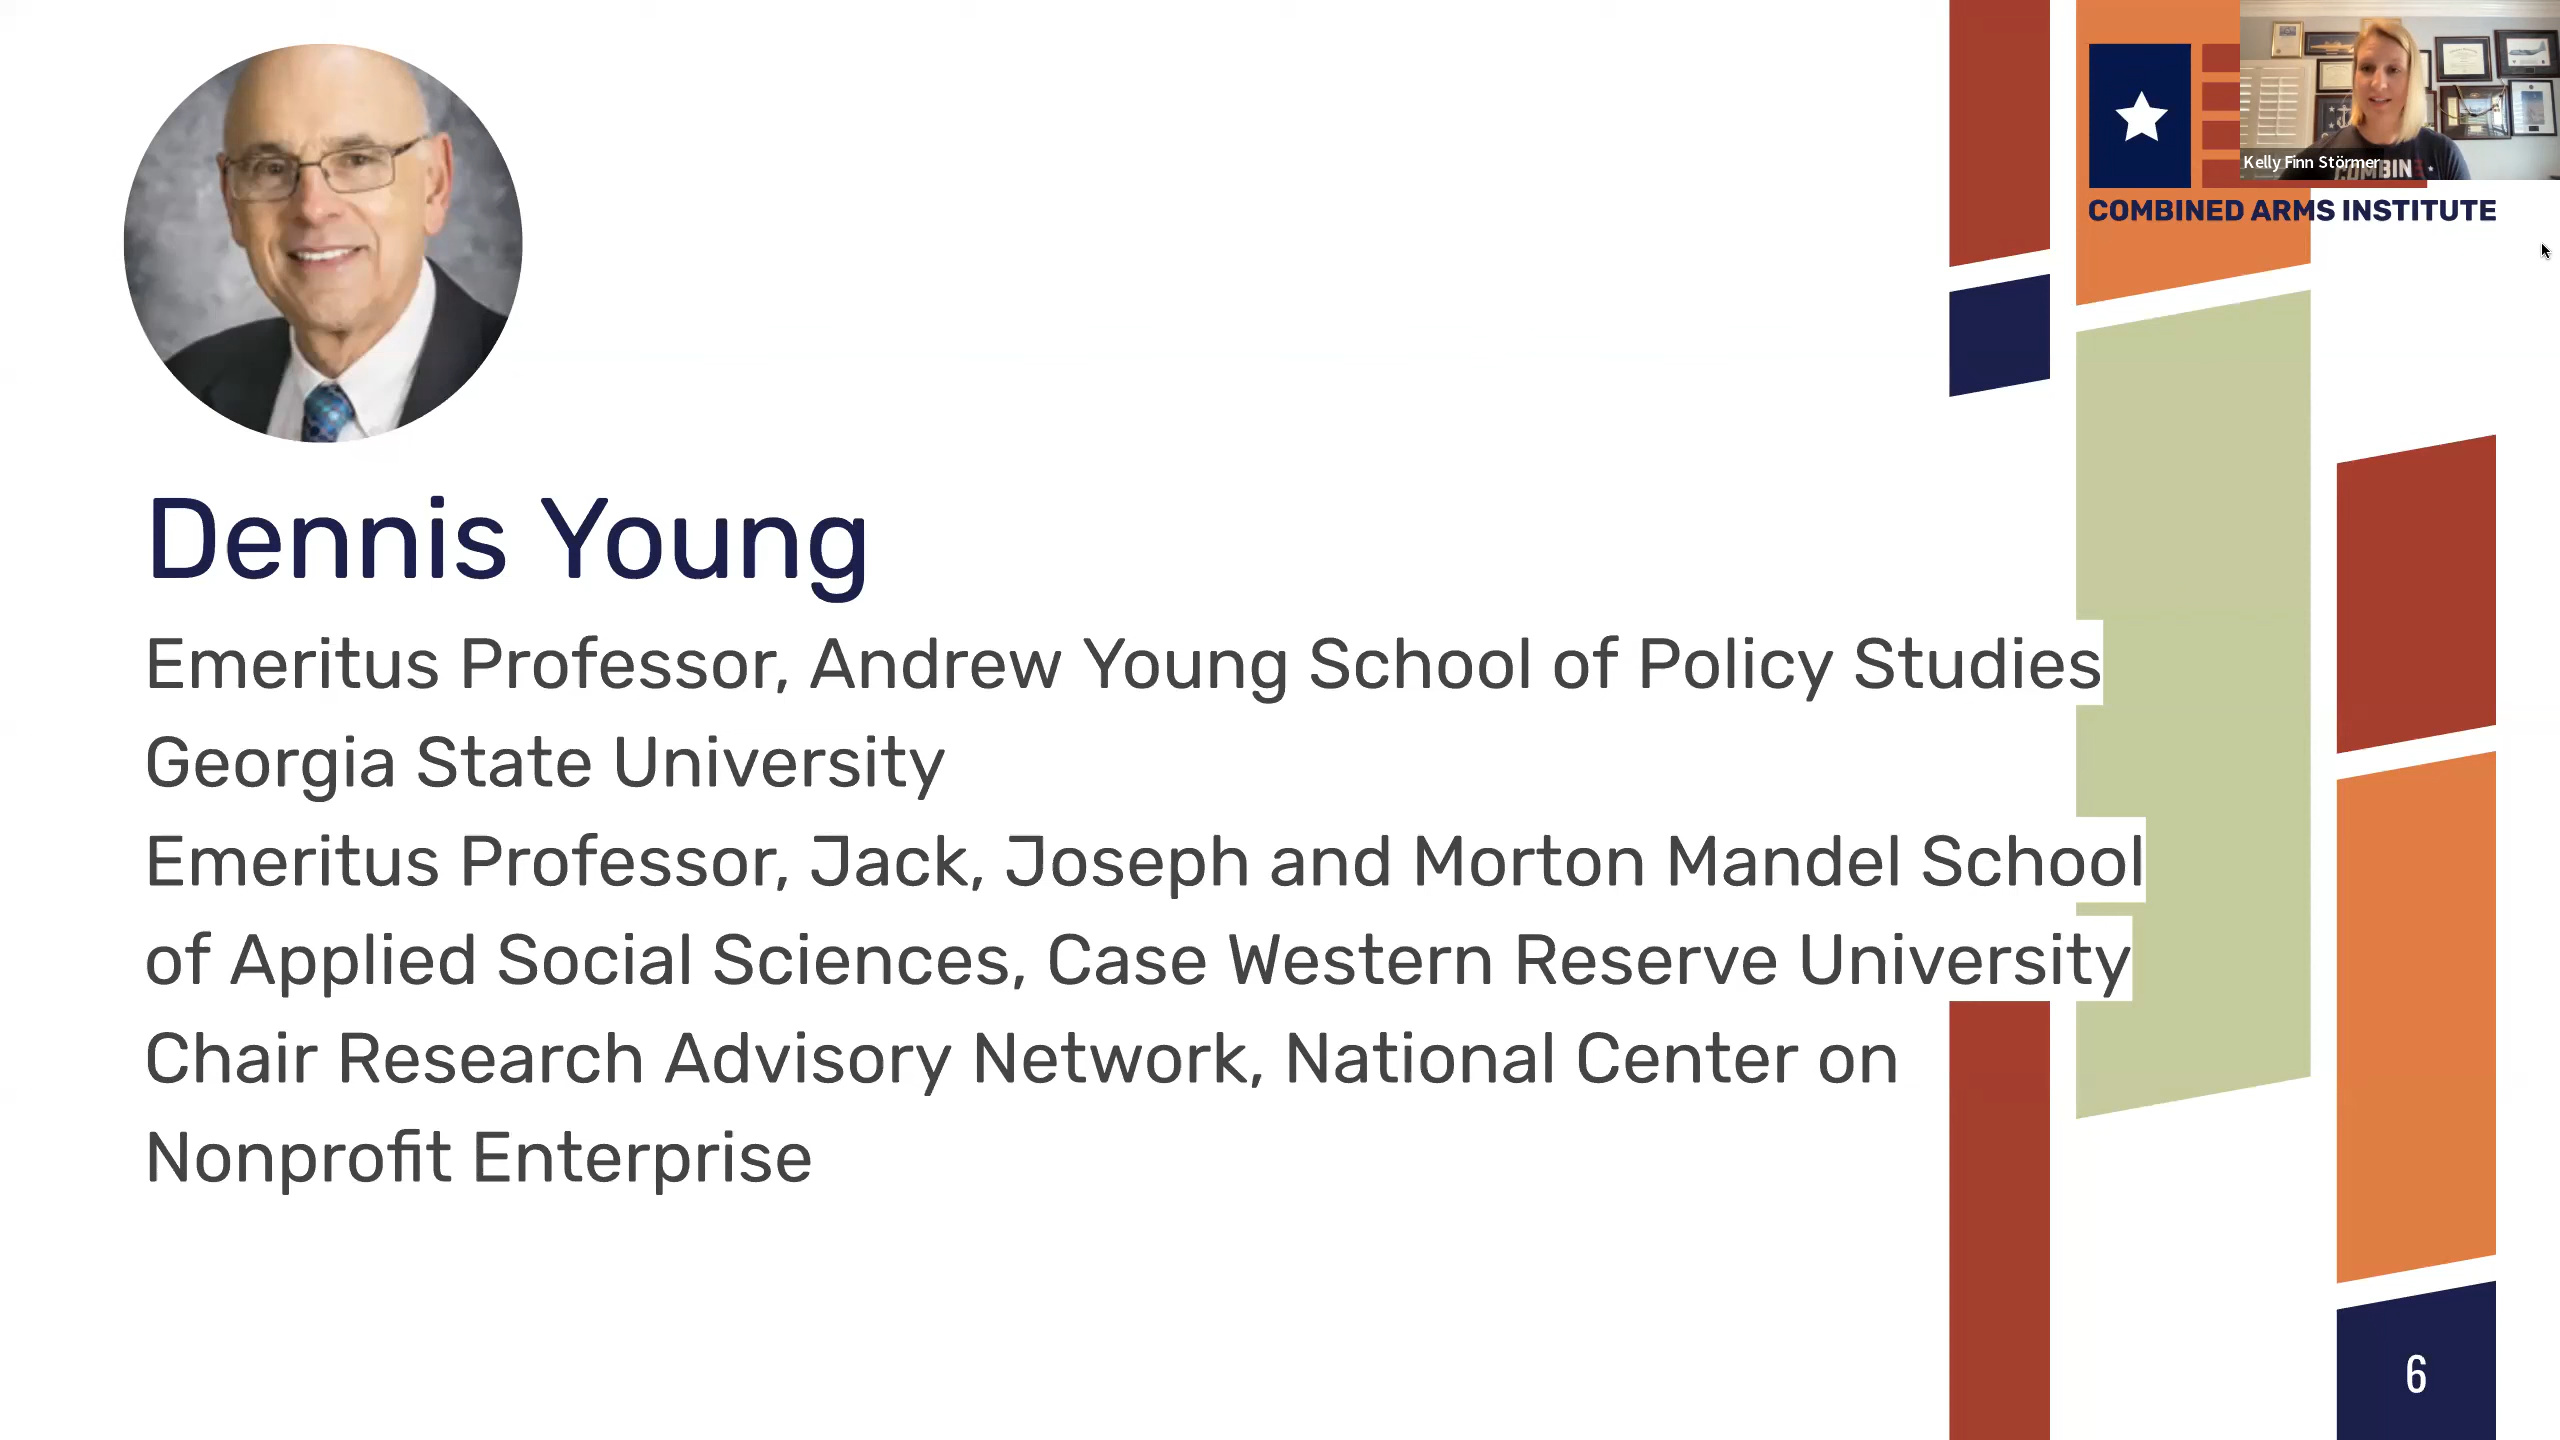 Kelly Finn Störmer
COMBINED ARMS INSTITUTE
Dennis Young
Emeritus Professor, Andrew Young School of Policy Studies
Georgia State University
Emeritus Professor, Jack, Joseph and Morton Mandel School
of Applied Social Sciences, Case Western Reserve University
Chair Research Advisory Network, National Center on
Nonprofit Enterprise
6